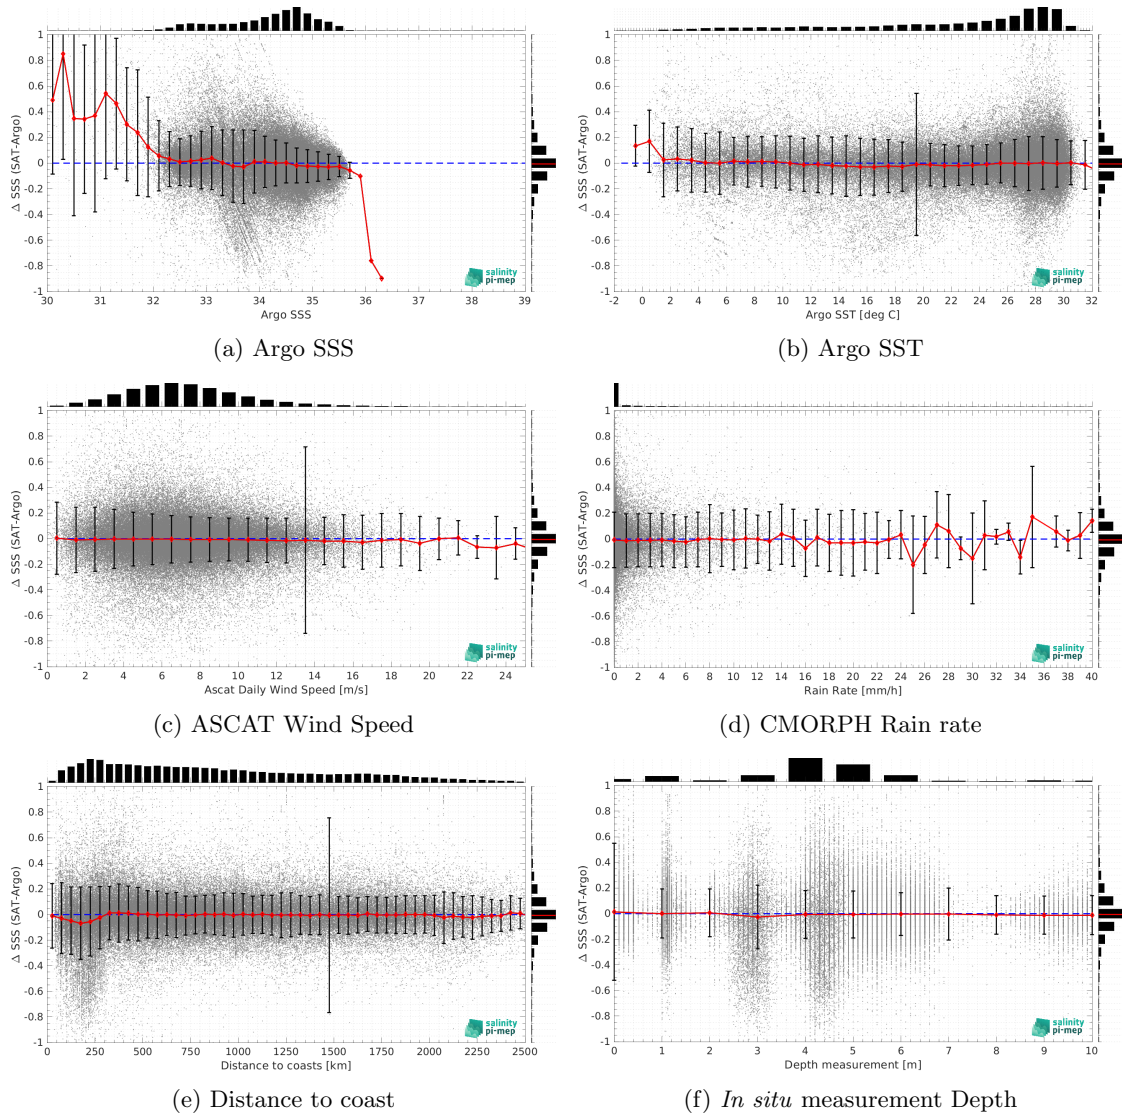 1
0.8
0.6
0.4
0.2
0
-0.2
-0.4
-0.6
-0.8
-1
Δ SSS (SAT-Argo)
30 31 32 33 34 35 36 37 38 39
Argo SSS
salinity
pi-mep
(a) Argo SSS
1
0.8
0.6
0.4
0.2
0
-0.2
-0.4
-0.6
-0.8
-1
Δ SSS (SAT-Argo)
-2 0 2 4 6 8 10 12 14 16 18 20 22 24 26 28 30 32
Argo SST [deg C]
salinity
pi-mep
(b) Argo SST
1
0.8
0.6
0.4
0.2
0
-0.2
-0.4
-0.6
-0.8
-1
Δ SSS (SAT-Argo)
0 2 4 6 8 10 12 14 16 18 20 22 24
Ascat Daily Wind Speed [m/s]
salinity
pi-mep
(c) ASCAT Wind Speed
1
0.8
0.6
0.4
0.2
0
-0.2
-0.4
-0.6
-0.8
-1
Δ SSS (SAT-Argo)
0 2 4 6 8 10 12 14 16 18 20 22 24 26 28 30 32 34 36 38 40
Rain Rate [mm/h]
salinity
pi-mep
(d) CMORPH Rain rate
1
0.8
0.6
0.4
0.2
0
-0.2
-0.4
-0.6
-0.8
-1
Δ SSS (SAT-Argo)
0 250 500 750 1000 1250 1500 1750 2000 2250 2500
Distance to coasts [km]
salinity
pi-mep
(e) Distance to coast
1
0.8
0.6
0.4
0.2
0
-0.2
-0.4
-0.6
-0.8
-1
Δ SSS (SAT-Argo)
0 1 2 3 4 5 6 7 8 9 10
Depth measurement [m]
salinity
pi-mep
(f) In situ measurement Depth